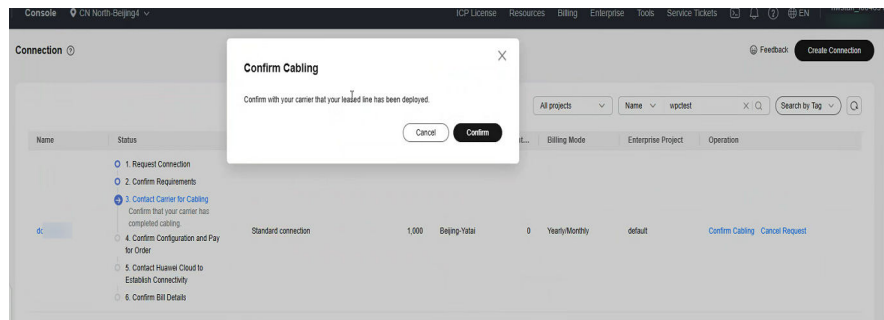 Console CN North-Beijing4 ICP License Resources Billing Enterprise Tools Service Tickets EN
Connection Feedback Create Connection
Confirm Cabling
Confirm with your carrier that your leased line has been deployed.
Cancel Confirm
All projects Name wpctest Search by Tag
Name Status Billing Mode Enterprise Project Operation
1. Request Connection
2. Confirm Requirements
3. Contact Carrier for Cabling
Confirm that your carrier has
completed cabling.
dc Standard connection 1,000 Beijing-Yatai 0 Yearly/Monthly default Confirm Cabling Cancel Request
4. Confirm Configuration and Pay
for Order
5. Contact Huawei Cloud to
Establish Connectivity
6. Confirm Bill Details